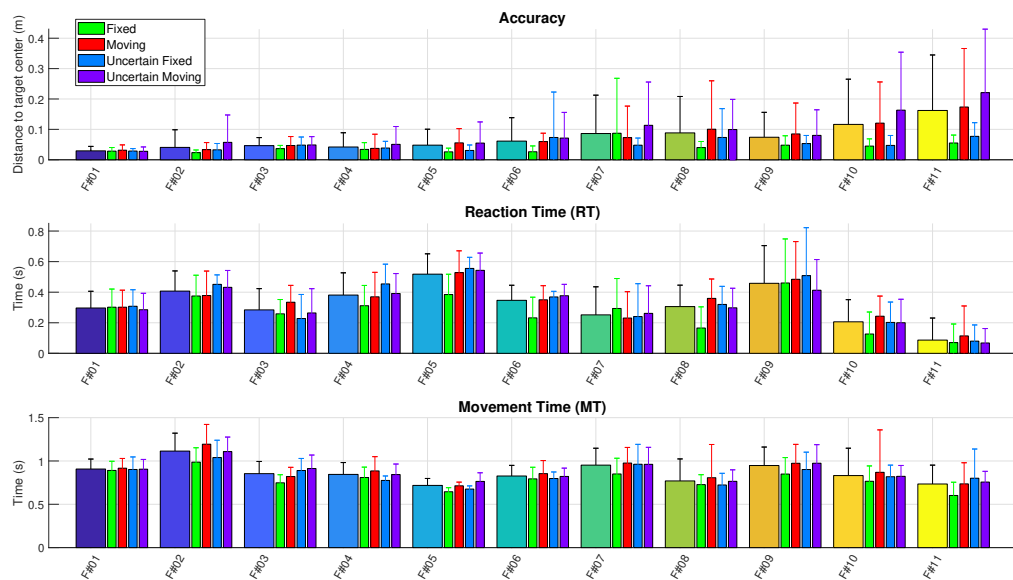 Accuracy
Distance to target center (m)
0.4
0.3
0.2
0.1
0
Fixed
Moving
Uncertain Fixed
Uncertain Moving
F#01
F#02
F#03
F#04
F#05
F#06
F#07
F#08
F#09
F#10
F#11
Reaction Time (RT)
Time (s)
0.8
0.6
0.4
0.2
0
F#01
F#02
F#03
F#04
F#05
F#06
F#07
F#08
F#09
F#10
F#11
Movement Time (MT)
Time (s)
1.5
1
0.5
0
F#01
F#02
F#03
F#04
F#05
F#06
F#07
F#08
F#09
F#10
F#11